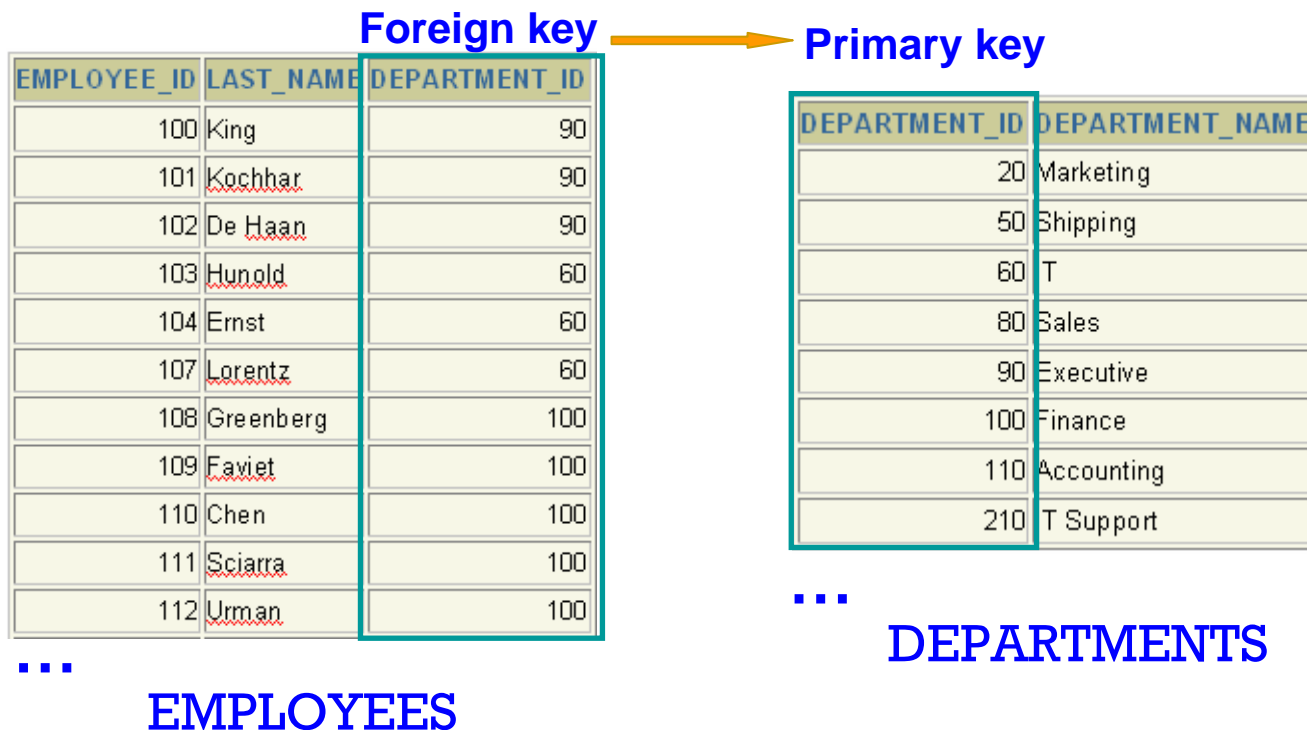 Foreign key
Primary key
EMPLOYEE_ID LAST_NAME DEPARTMENT_ID
100 King 90
101 Kochhar 90
102 De Haan 90
103 Hunold 60
104 Ernst 60
107 Lorentz 60
108 Greenberg 100
109 Faviet 100
110 Chen 100
111 Sciarra 100
112 Urman 100
...
EMPLOYEES
DEPARTMENT_ID DEPARTMENT_NAME
20 Marketing
50 Shipping
60 IT
80 Sales
90 Executive
100 Finance
110 Accounting
210 IT Support
...
DEPARTMENTS